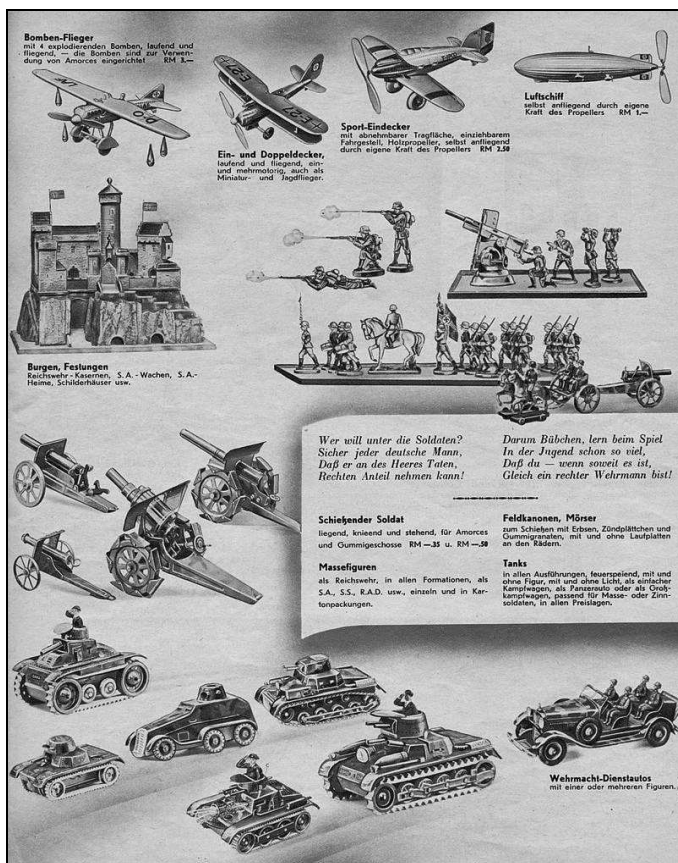 Bomben-Flieger
mit 4 explodierenden Bomben, laufend und
fliegend, — die Bomben sind zur Verwen-
dung von Amorces eingerichtet RM 3.—
Ein- und Doppeldecker,
laufend und fliegend, ein-
und mehrmotorig, auch als
Miniatur- und Jagdflieger.
Sport-Eindecker
mit abnehmbarer Tragfläche, einziehbarem
Fahrgestell, Holzpropeller, selbst anfliegend
durch eigene Kraft des Propellers RM 2.50
Luftschiff
selbst anfliegend durch eigene
Kraft des Propellers RM 1.—
Burgen, Festungen
Reichswehr-Kasernen, S.A.-Wachen, S.A.-
Heime, Schilderhäuser usw.
Wer will unter die Soldaten?
Sicher jeder deutsche Mann,
Daß er an des Heeres Taten,
Rechten Anteil nehmen kann!
Darum Bübchen, lern beim Spiel
In der Jugend schon so viel,
Daß du — wenn soweit es ist,
Gleich ein rechter Wehrmann bist!
Schießender Soldat
liegend, knieend und stehend, für Amorces
und Gummigeschosse RM —.35 u. RM —.50
Massefiguren
als Reichswehr, in allen Formationen, als
S.A., S.S., R.A.D. usw., einzeln und in Kar-
tonpackungen.
Feldkanonen, Mörser
zum Schießen mit Erbsen, Zündplättchen und
Gummigranaten, mit und ohne Laufplatten
an den Rädern.
Tanks
in allen Ausführungen, feuerspeiend, mit und
ohne Figur, mit und ohne Licht, als einfacher
Kampfwagen, als Panzerauto oder als Groß-
kampfwagen, passend für Masse- oder Zinn-
soldaten, in allen Preislagen.
Wehrmacht-Dienstautos
mit einer oder mehreren Figuren.